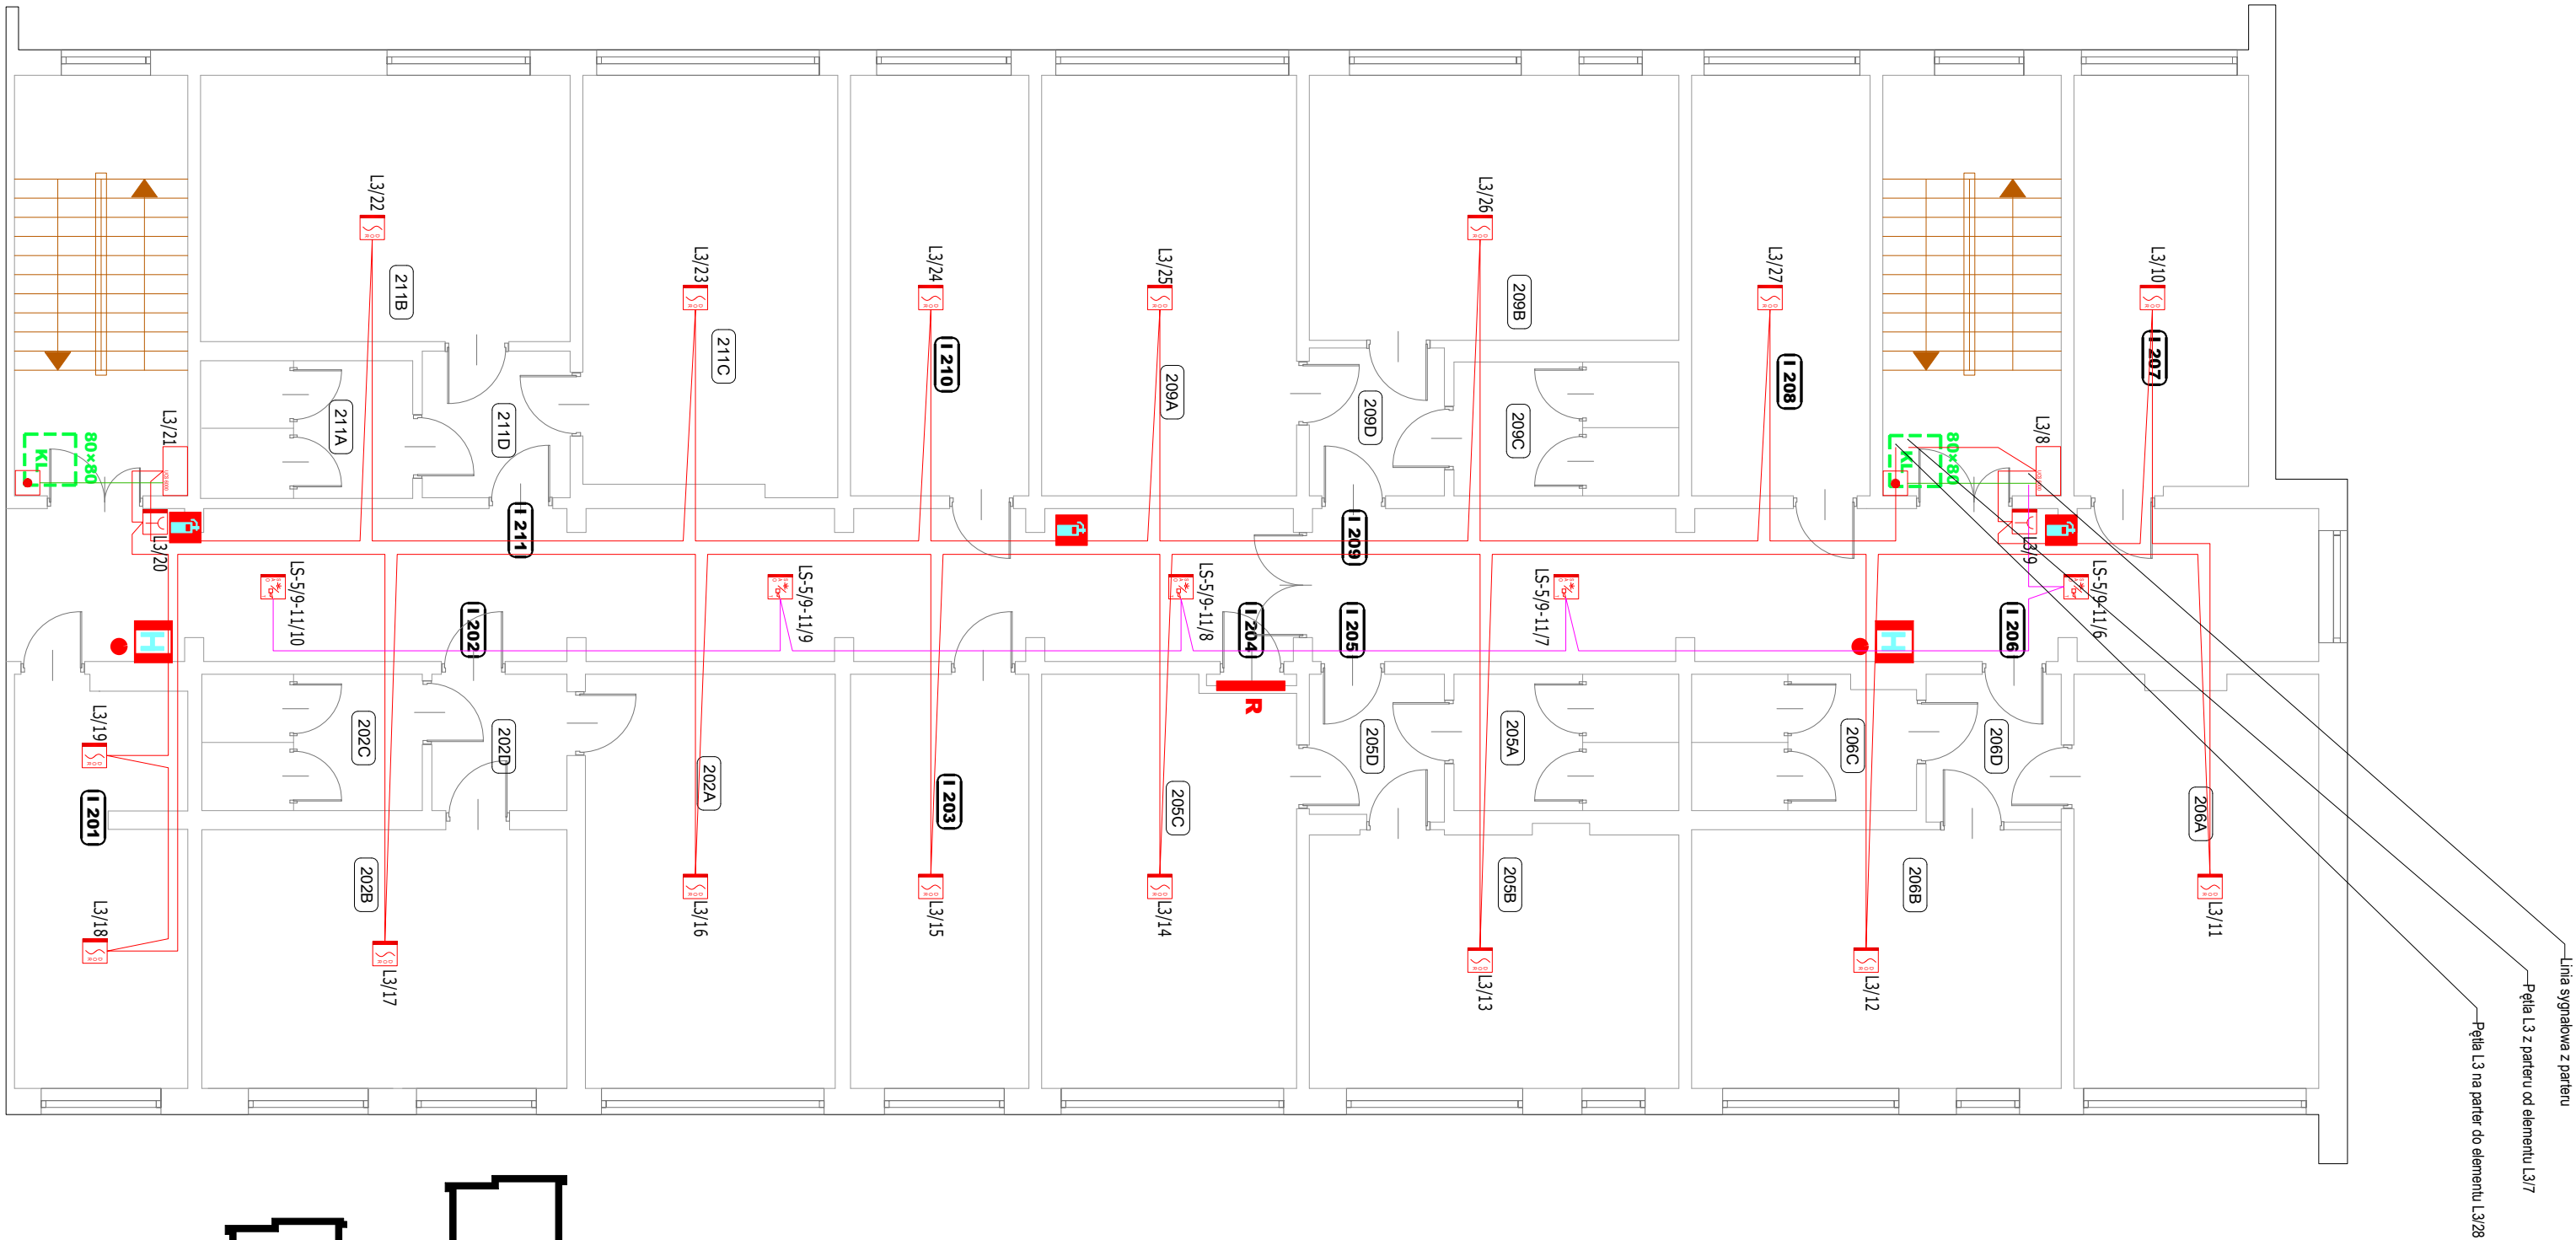 L3/22
L3/26
L3/23
L3/24
L3/25
L3/27
L3/10
211B
209B
211C
I 210
209A
I 208
I 207
211A
211D
209D
209C
L3/21
80×80
KL
L3/8
80×80
KL
I 211
I 209
L3/20
L3/9
LS-5/9-11/10
LS-5/9-11/9
LS-5/9-11/8
LS-5/9-11/7
LS-5/9-11/6
H
I 202
I 204
I 205
H
I 206
R
L3/19
202C
202D
202A
205C
205D
205A
206C
206D
206A
I 201
I 203
202B
205B
206B
L3/18
L3/17
L3/16
L3/15
L3/14
L3/13
L3/12
L3/11
Linia sygnałowa z parteru
Pętla L3 z parteru od elementu L3/7
Pętla L3 na parter do elementu L3/28